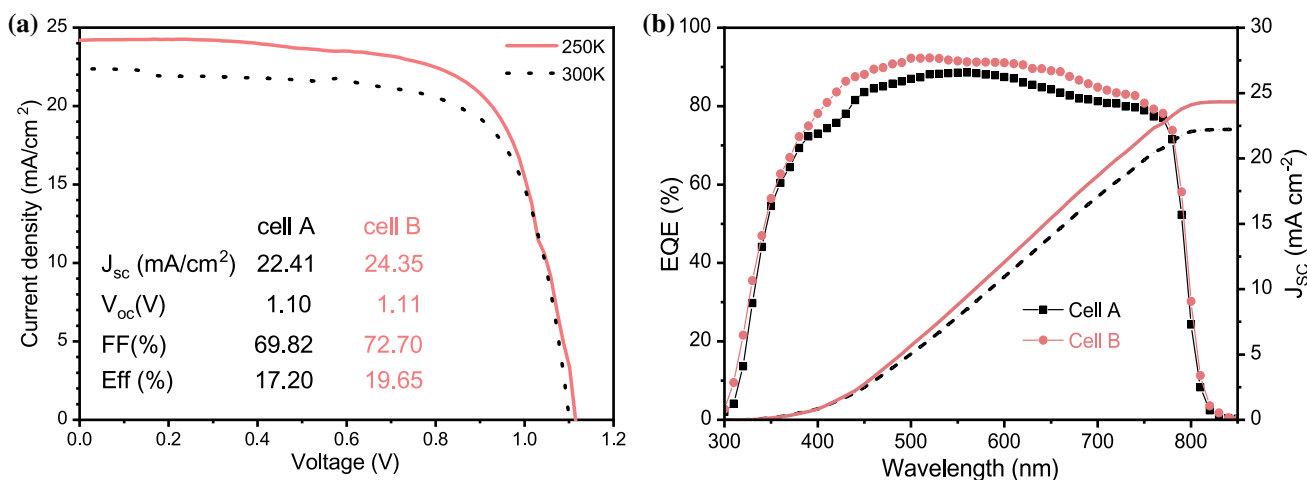 (a)
25
20
15
10
5
0
Current density (mA/cm²)
250K
300K
cell A cell B
Jsc (mA/cm²) 22.41 24.35
Voc(V) 1.10 1.11
FF(%) 69.82 72.70
Eff (%) 17.20 19.65
0.0 0.2 0.4 0.6 0.8 1.0 1.2
Voltage (V)
(b)
100
80
60
40
20
0
EQE (%)
Cell A
Cell B
30
25
20
15
10
5
0
JSC (mA cm⁻²)
300 400 500 600 700 800
Wavelength (nm)